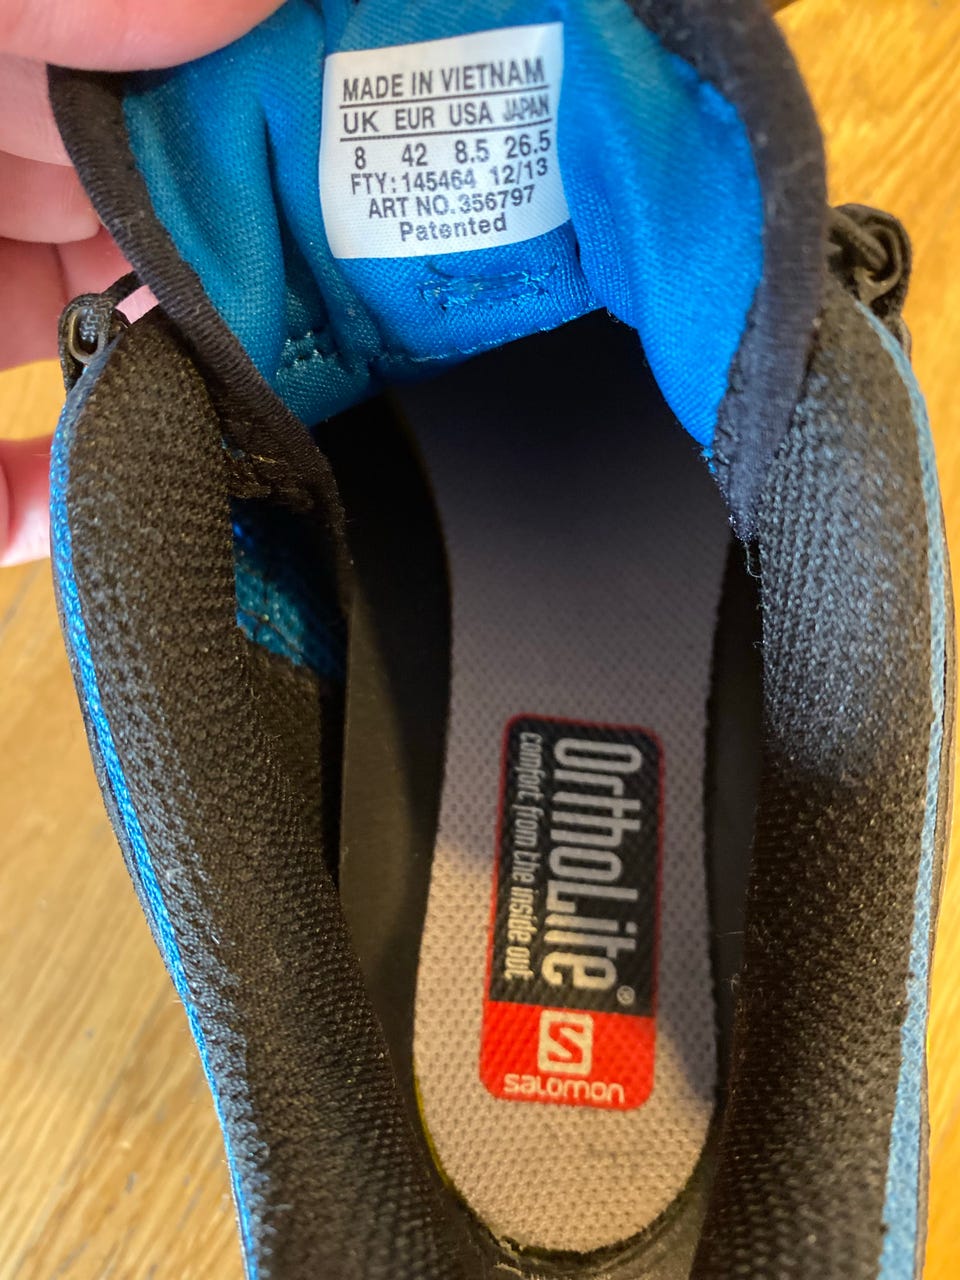 MADE IN VIETNAM
UK EUR USA JAPAN
8 42 8.5 26.5
FTY:145464 12/13
ART NO.356797
Patented
OrthoLite®
comfort from the inside out
S
SALOMON